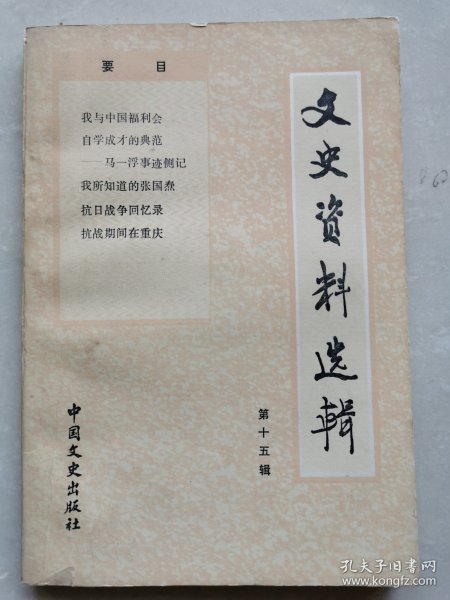 要 目
我与中国福利会
自学成才的典范
——马一浮事迹侧记
我所知道的张国焘
抗日战争回忆录
抗战期间在重庆
文史资料选辑
第十五辑
中国文史出版社
孔夫子旧书网
www.kongfz.com